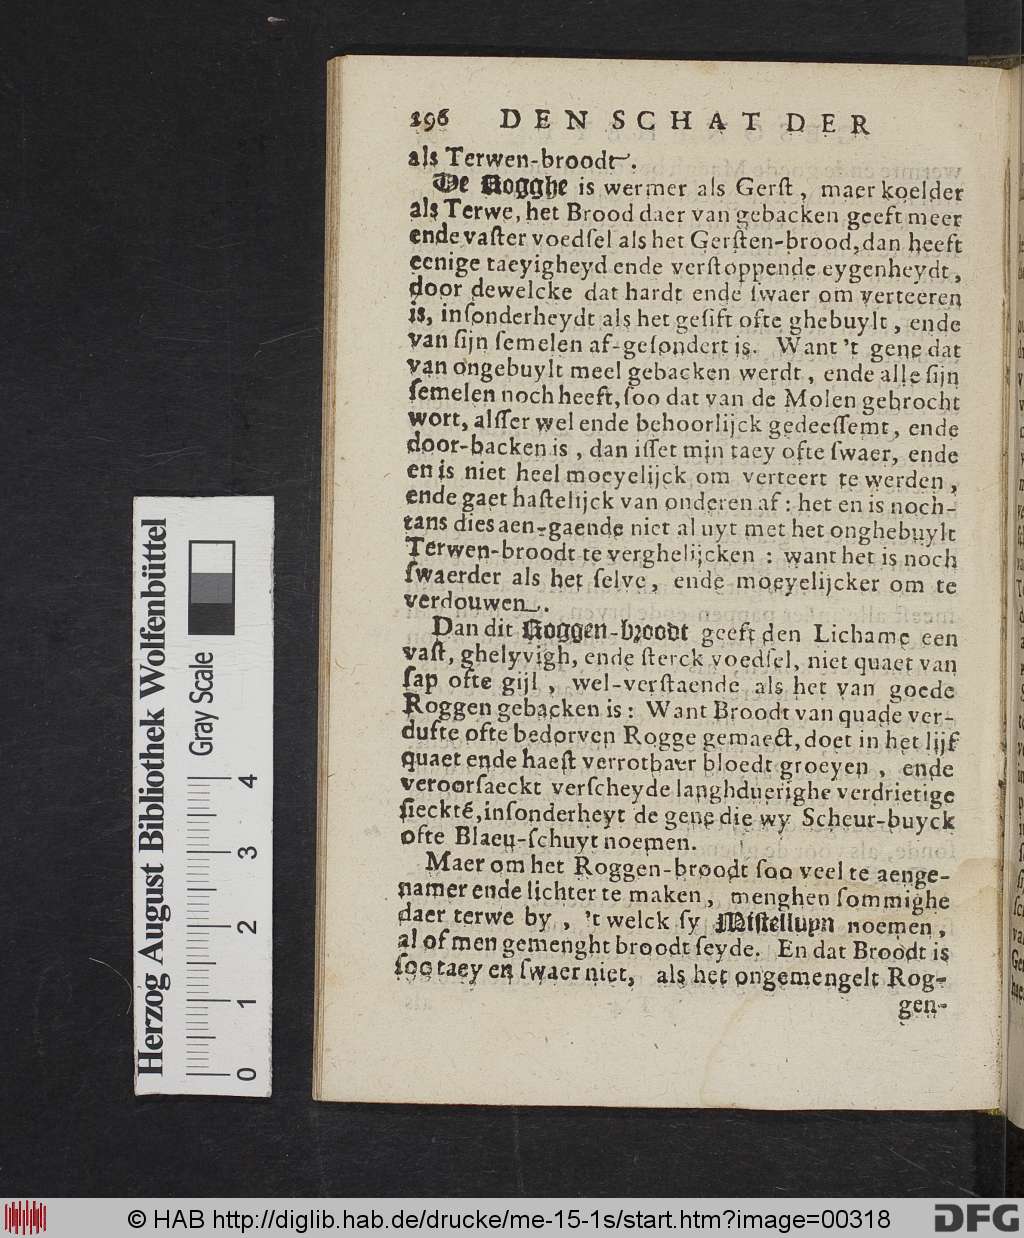 196 DEN SCHAT DER
als Terwen-broodt.
De Rogghe is wermer als Gerſt, maer koelder
als Terwe, het Brood daer van gebacken geeft meer
ende vaſter voedſel als het Gerſten-brood, dan heeft
eenige taeyigheyd ende verſtoppende eygenheydt,
door dewelcke dat hardt ende ſwaer om verteeren
is, inſonderheydt als het geſift ofte ghebuylt, ende
van ſijn ſemelen af-geſondert is. Want 't gene dat
van ongebuylt meel gebacken werdt, ende alle ſijn
ſemelen noch heeft, ſoo dat van de Molen gebrocht
wort, alſſer wel ende behoorlijck gedeeſſemt, ende
door-backen is, dan iſſet min taey ofte ſwaer, ende
en is niet heel moeyelijck om verteert te werden,
ende gaet haſtelijck van onderen af: het en is noch-
tans dies aen-gaende niet al uyt met het onghebuylt
Terwen-broodt te verghelijcken: want het is noch
ſwaerder als het ſelve, ende moeyelijcker om te
verdouwen.
Dan dit Roggen-broodt geeft den Lichame een
vaſt, ghelyvigh, ende ſterck voedſel, niet quaet van
ſap ofte gijl, wel-verſtaende als het van goede
Roggen gebacken is: Want Broodt van quade ver-
dufte ofte bedorven Rogge gemaect, doet in het lijf
quaet ende haeſt verrotbaer bloedt groeyen, ende
veroorſaeckt verſcheyde langhduerighe verdrietige
ſieckté, inſonderheyt de gene die wy Scheur-buyck
ofte Blaeu-ſchuyt noemen.
Maer om het Roggen-broodt ſoo veel te aenge-
namer ende lichter te maken, menghen ſommighe
daer terwe by, 't welck ſy Miſtelluyn noemen,
al of men gemenght broodt ſeyde. En dat Broodt is
ſoo taey en ſwaer niet, als het ongemengelt Rog-
gen-
Herzog August Bibliothek Wolfenbüttel
Gray Scale
0 1 2 3 4
© HAB http://diglib.hab.de/drucke/me-15-1s/start.htm?image=00318
DFG